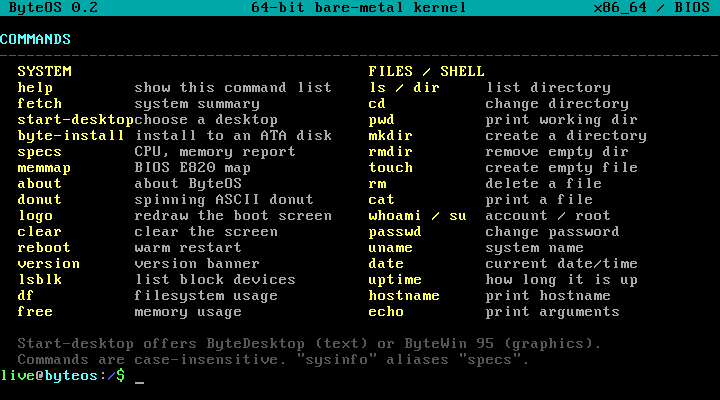 ByteOS 0.2 64-bit bare-metal kernel x86_64 / BIOS
COMMANDS
SYSTEM FILES / SHELL
help show this command list ls / dir list directory
fetch system summary cd change directory
start-desktopchoose a desktop pwd print working dir
byte-install install to an ATA disk mkdir create a directory
specs CPU, memory report rmdir remove empty dir
memmap BIOS E820 map touch create empty file
about about ByteOS rm delete a file
donut spinning ASCII donut cat print a file
logo redraw the boot screen whoami / su account / root
clear clear the screen passwd change password
reboot warm restart uname system name
version version banner date current date/time
lsblk list block devices uptime how long it is up
df filesystem usage hostname print hostname
free memory usage echo print arguments
Start-desktop offers ByteDesktop (text) or ByteWin 95 (graphics).
Commands are case-insensitive. "sysinfo" aliases "specs".
live@byteos:/$ _